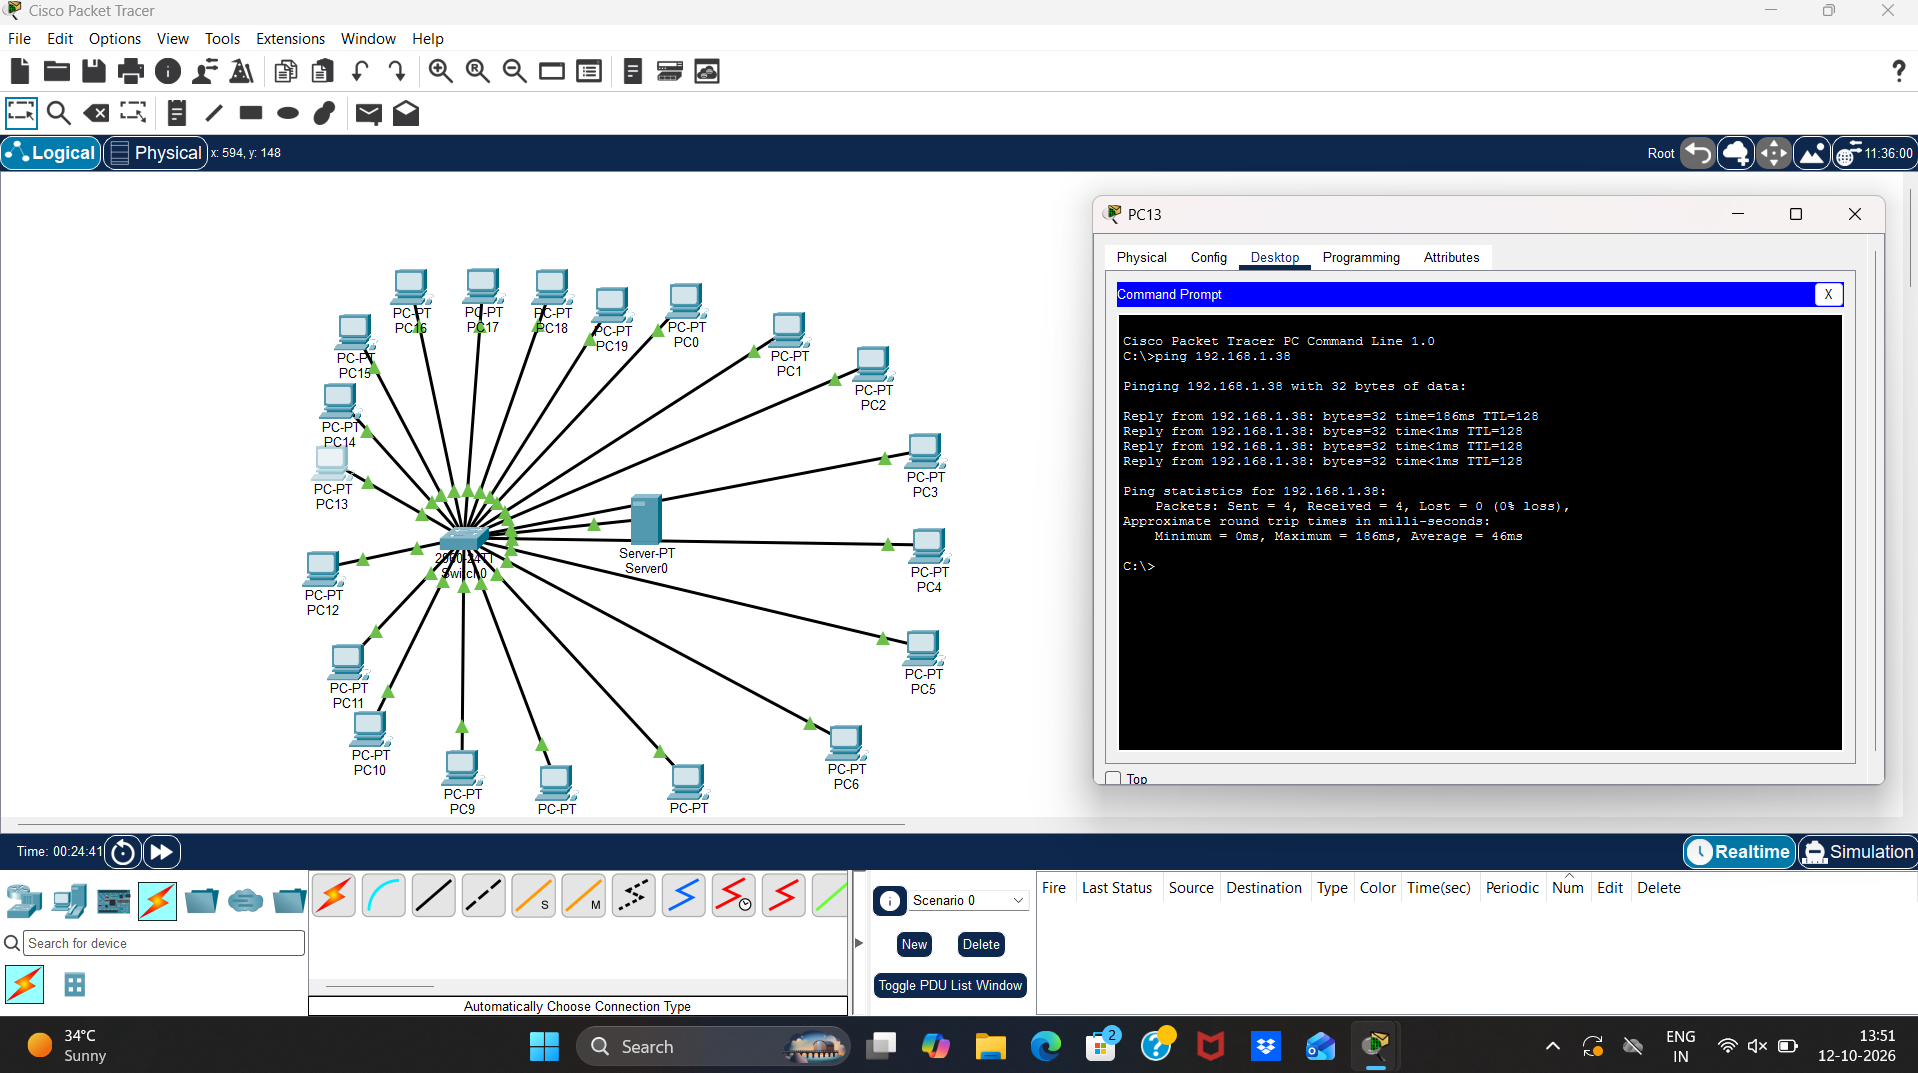 Cisco Packet Tracer
File Edit Options View Tools Extensions Window Help
Logical Physical x: 594, y: 148
Root 11:36:00
PC-PT
PC16
PC-PT
PC17
PC-PT
PC18
PC-PT
PC19
PC-PT
PC0
PC-PT
PC15
PC-PT
PC1
PC-PT
PC2
PC-PT
PC14
PC-PT
PC13
PC-PT
PC3
2960-24TT
Switch0
Server-PT
Server0
PC-PT
PC4
PC-PT
PC12
PC-PT
PC5
PC-PT
PC11
PC-PT
PC10
PC-PT
PC6
PC-PT
PC9
PC-PT
PC-PT
PC13
Physical Config Desktop Programming Attributes
Command Prompt X
Cisco Packet Tracer PC Command Line 1.0
C:\>ping 192.168.1.38
Pinging 192.168.1.38 with 32 bytes of data:
Reply from 192.168.1.38: bytes=32 time=186ms TTL=128
Reply from 192.168.1.38: bytes=32 time<1ms TTL=128
Reply from 192.168.1.38: bytes=32 time<1ms TTL=128
Reply from 192.168.1.38: bytes=32 time<1ms TTL=128
Ping statistics for 192.168.1.38:
Packets: Sent = 4, Received = 4, Lost = 0 (0% loss),
Approximate round trip times in milli-seconds:
Minimum = 0ms, Maximum = 186ms, Average = 46ms
C:\>
Top
Time: 00:24:41
Realtime Simulation
S M
Search for device
Automatically Choose Connection Type
Scenario 0
New Delete
Toggle PDU List Window
Fire Last Status Source Destination Type Color Time(sec) Periodic Num Edit Delete
34°C
Sunny
Search
2
ENG
IN
13:51
12-10-2026